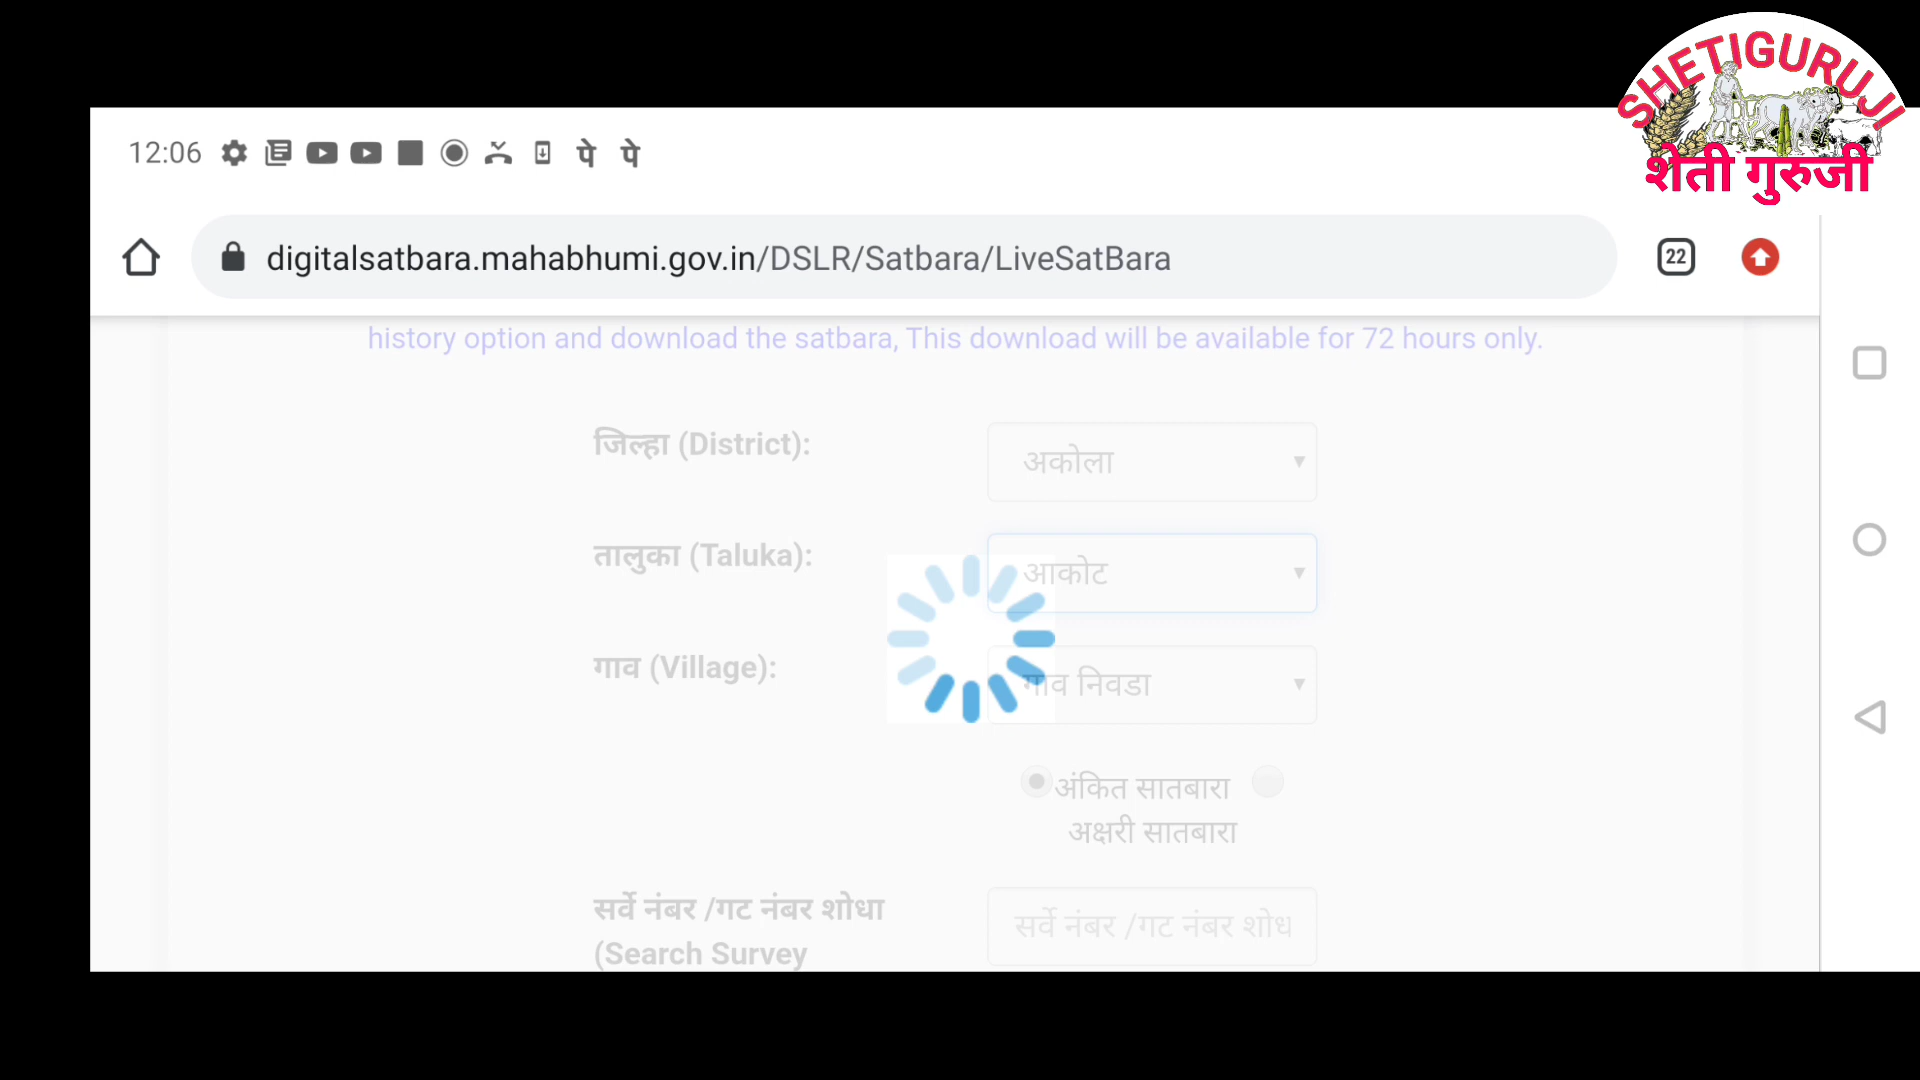 SHETIGURUJI
शेती गुरुजी
12:06 पे पे
digitalsatbara.mahabhumi.gov.in/DSLR/Satbara/LiveSatBara
22
history option and download the satbara, This download will be available for 72 hours only.
जिल्हा (District):
अकोला
तालुका (Taluka):
आकोट
गाव (Village):
गाव निवडा
अंकित सातबारा
अक्षरी सातबारा
सर्वे नंबर /गट नंबर शोधा
(Search Survey
सर्वे नंबर /गट नंबर शोध